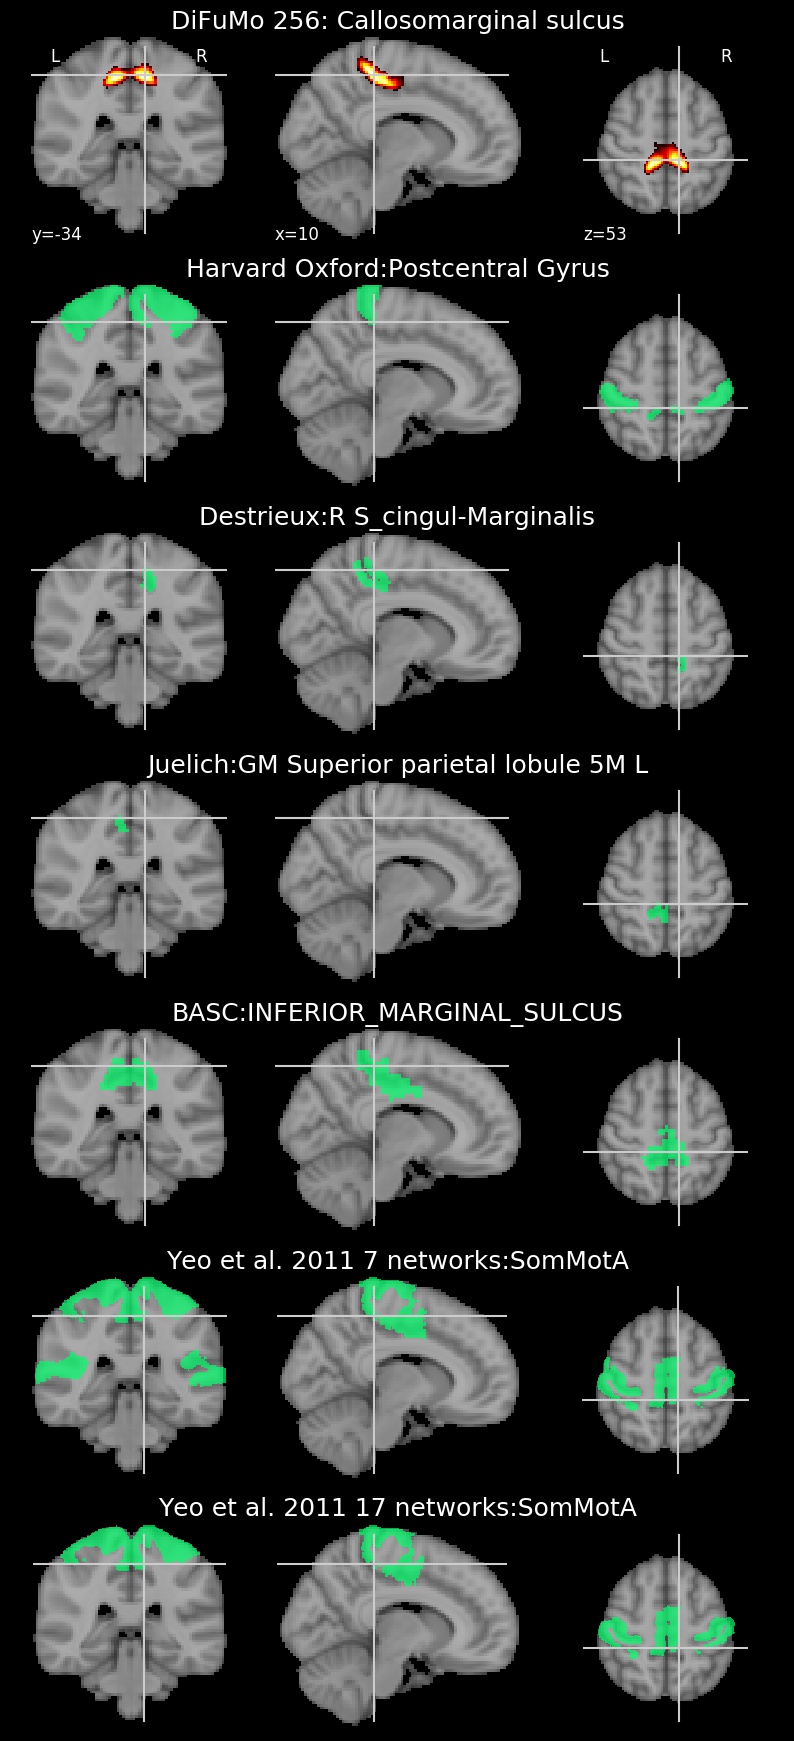 DiFuMo 256: Callosomarginal sulcus
L R L R
y=-34 x=10 z=53
Harvard Oxford:Postcentral Gyrus
Destrieux:R S_cingul-Marginalis
Juelich:GM Superior parietal lobule 5M L
BASC:INFERIOR_MARGINAL_SULCUS
Yeo et al. 2011 7 networks:SomMotA
Yeo et al. 2011 17 networks:SomMotA